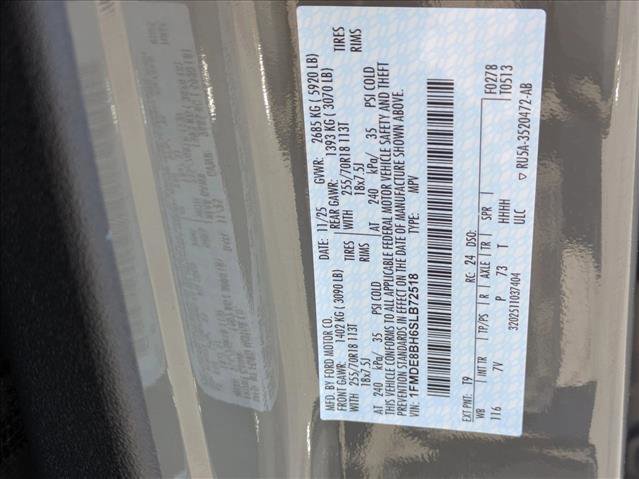 MFD. BY FORD MOTOR CO.
DATE: 11/25 GVWR: 2685 KG ( 5920 LB)
FRONT GAWR: 1402 KG ( 3090 LB) REAR GAWR: 1393 KG ( 3070 LB)
WITH 255/70R18 113T TIRES WITH 255/70R18 113T TIRES
18x7.5J RIMS 18x7.5J RIMS
AT 240 kPa/ 35 PSI COLD AT 240 kPa/ 35 PSI COLD
THIS VEHICLE CONFORMS TO ALL APPLICABLE FEDERAL MOTOR VEHICLE SAFETY AND THEFT
PREVENTION STANDARDS IN EFFECT ON THE DATE OF MANUFACTURE SHOWN ABOVE.
VIN: 1FMDE8BH6SLB72518
TYPE: MPV
F0278
T0513
EXT PNT: T9 RC: 24 DSO:
WB INT TR TP/PS R AXLE TR SPR
116 7V P 73 T HHHH
ULC
320251103740​4 ▽ RU5A-3520472-AB